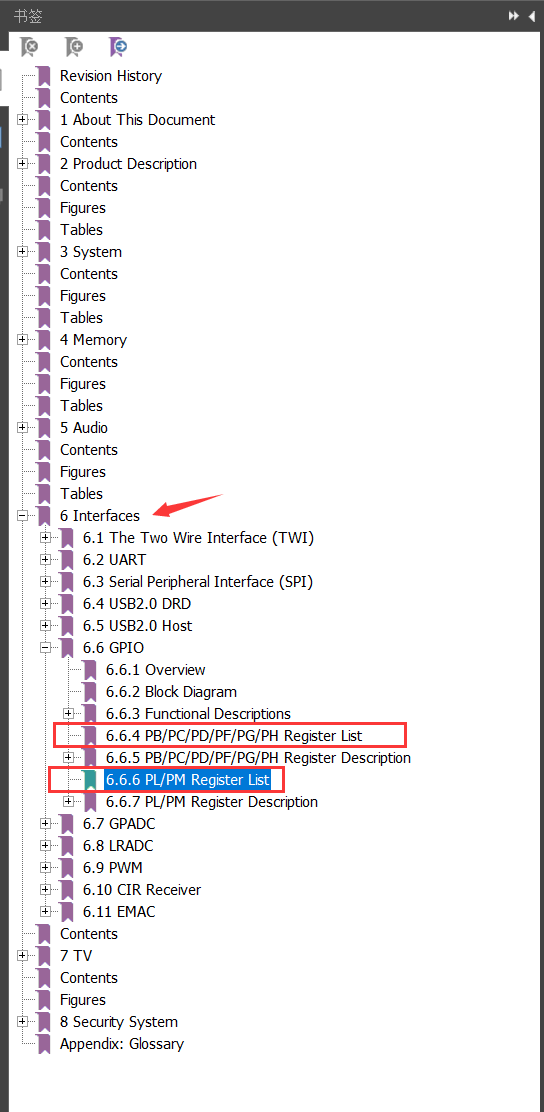 书签
Revision History
Contents
1 About This Document
Contents
2 Product Description
Contents
Figures
Tables
3 System
Contents
Figures
Tables
4 Memory
Contents
Figures
Tables
5 Audio
Contents
Figures
Tables
6 Interfaces
6.1 The Two Wire Interface (TWI)
6.2 UART
6.3 Serial Peripheral Interface (SPI)
6.4 USB2.0 DRD
6.5 USB2.0 Host
6.6 GPIO
6.6.1 Overview
6.6.2 Block Diagram
6.6.3 Functional Descriptions
6.6.4 PB/PC/PD/PF/PG/PH Register List
6.6.5 PB/PC/PD/PF/PG/PH Register Description
6.6.6 PL/PM Register List
6.6.7 PL/PM Register Description
6.7 GPADC
6.8 LRADC
6.9 PWM
6.10 CIR Receiver
6.11 EMAC
Contents
7 TV
Contents
Figures
8 Security System
Appendix: Glossary